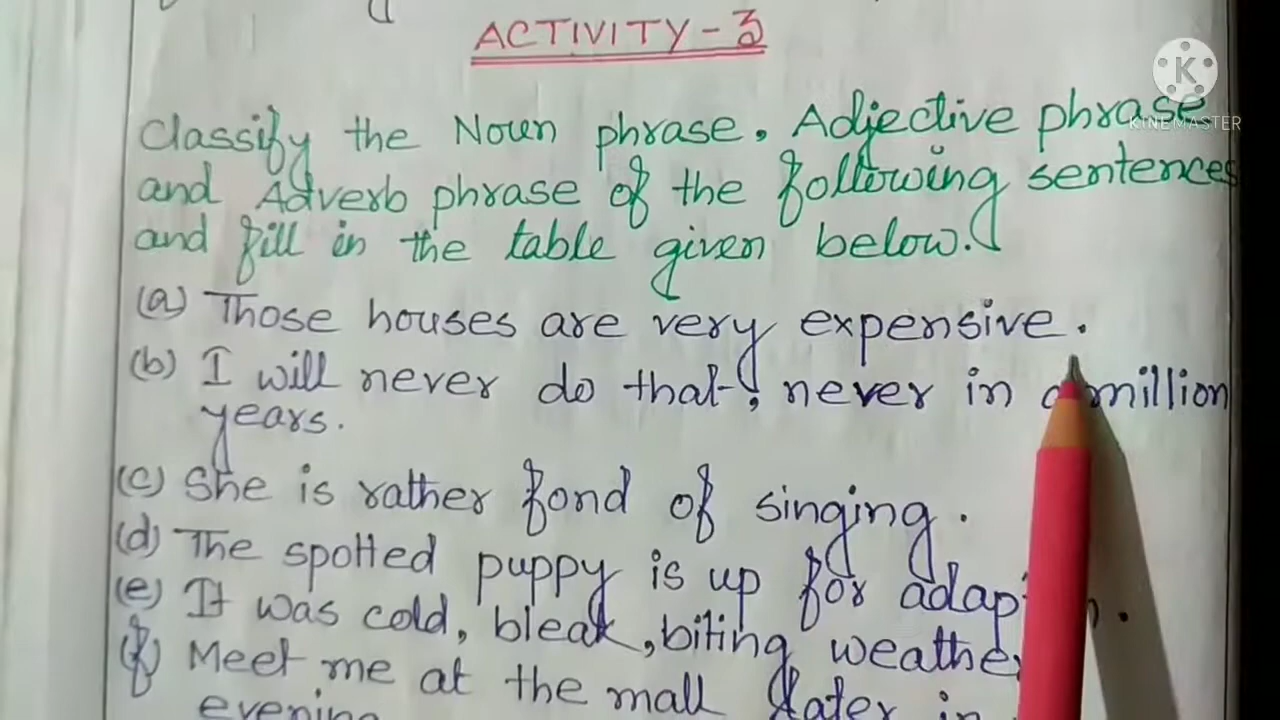 ACTIVITY - 3
K
KINEMASTER
Classify the Noun phrase, Adjective phrase
and Adverb phrase of the following sentences
and fill in the table given below.
(a) Those houses are very expensive.
(b) I will never do that, never in a million
years.
(c) She is rather fond of singing.
(d) The spotted puppy is up for
(e) It was cold, bleak, biting
(f) Meet me at the mall later in
evening